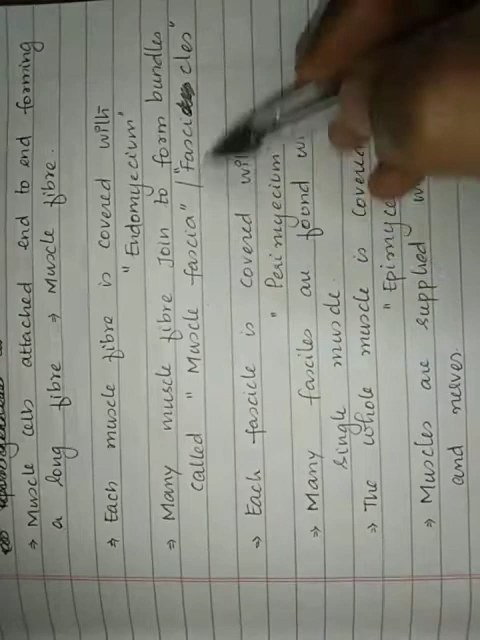 ⇒ Muscle cells attached end to end forming
a long fibre ⇒ Muscle fibre.
⇒ Each muscle fibre is covered with
"Endomycium"
⇒ Many muscle fibre join to form bundles
called "Muscle fascia" / "Fascicles"
⇒ Each fascicle is covered
"Perimycium
⇒ Many fasciles are found
single muscle
⇒ The whole muscle is
"Epimyc
⇒ Muscles are supplied
and nerves.